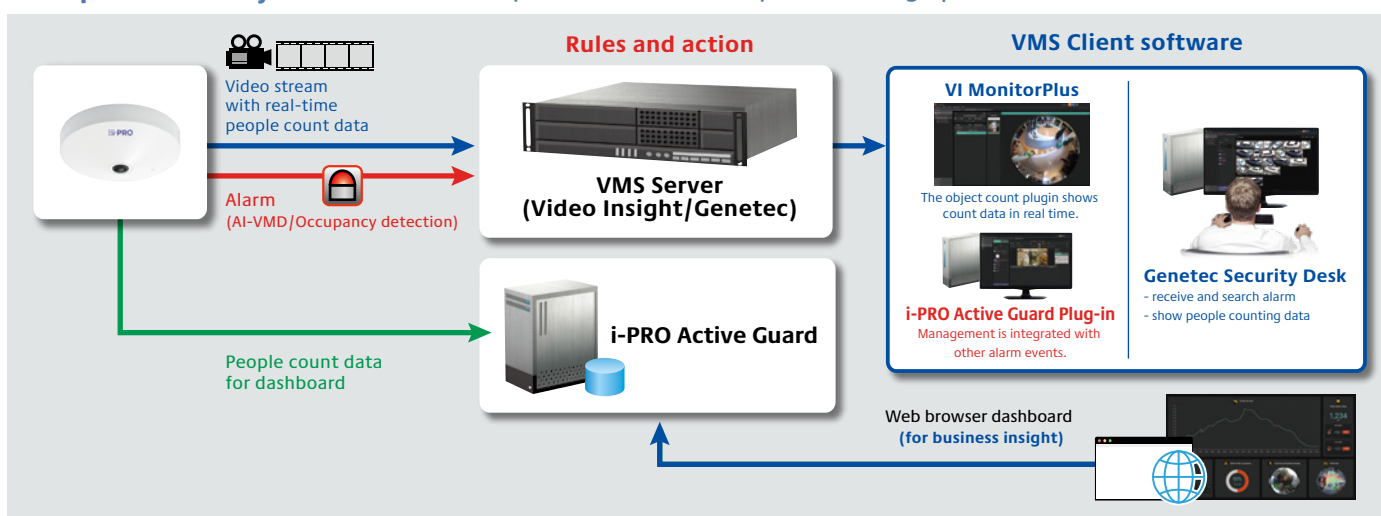 Rules and action
VMS Client software
Video stream
with real-time
people count data
i-PRO
Alarm
(AI-VMD/Occupancy detection)
VMS Server
(Video Insight/Genetec)
VI MonitorPlus
The object count plugin shows
count data in real time.
i-PRO Active Guard Plug-in
Management is integrated with
other alarm events.
Genetec Security Desk
- receive and search alarm
- show people counting data
i-PRO Active Guard
People count data
for dashboard
Web browser dashboard
(for business insight)
1,234